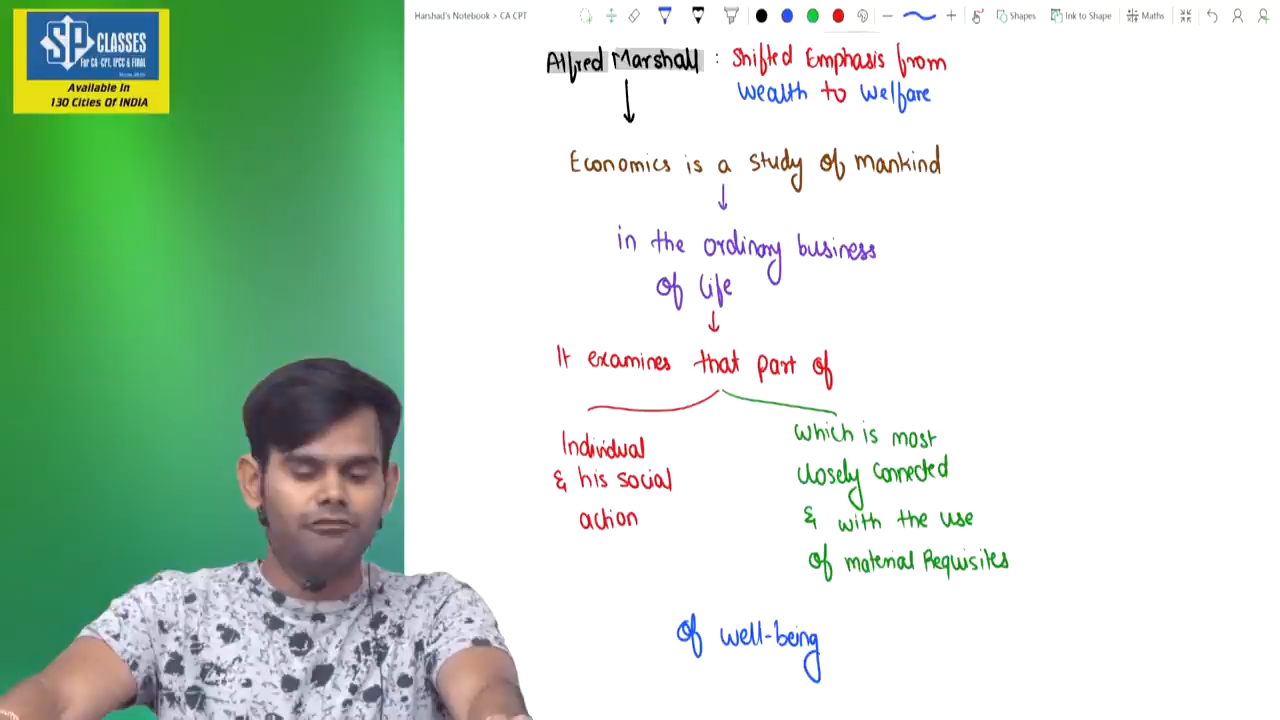 SP CLASSES
For CA -CPT, IPCC & FINAL
Available In
130 Cities Of INDIA
Harshad's Notebook > CA CPT
Shapes
Ink to Shape
Maths
Alfred Marshall : Shifted Emphasis from
Wealth to Welfare
Economics is a study of mankind
in the ordinary business
of life
It examines that part of
Individual
& his social
action
which is most
closely connected
& with the use
of material Requisites
of well-being